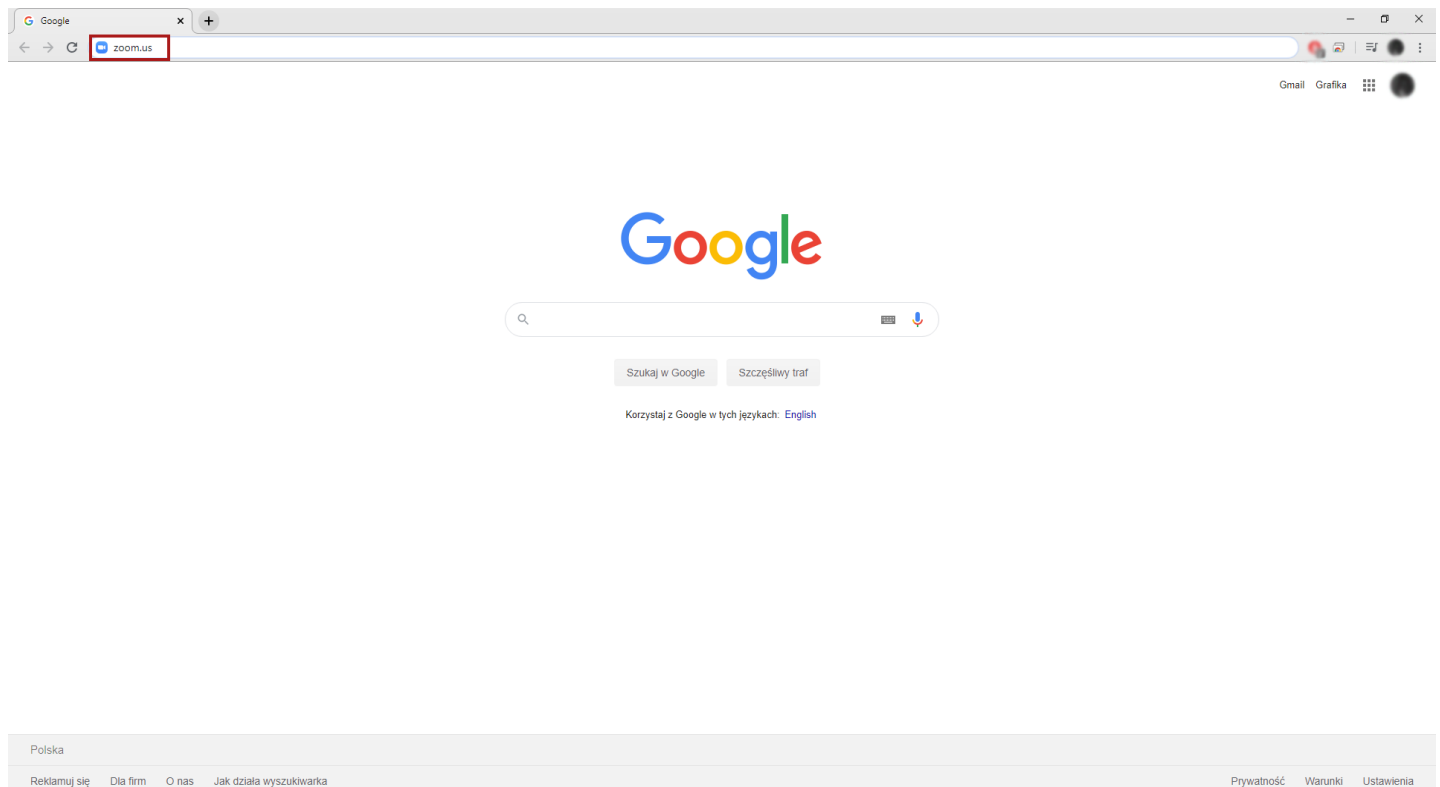 Google
zoom.us
Gmail Grafika
Google
Szukaj w Google Szczęśliwy traf
Korzystaj z Google w tych językach: English
Polska
Reklamuj się Dla firm O nas Jak działa wyszukiwarka Prywatność Warunki Ustawienia